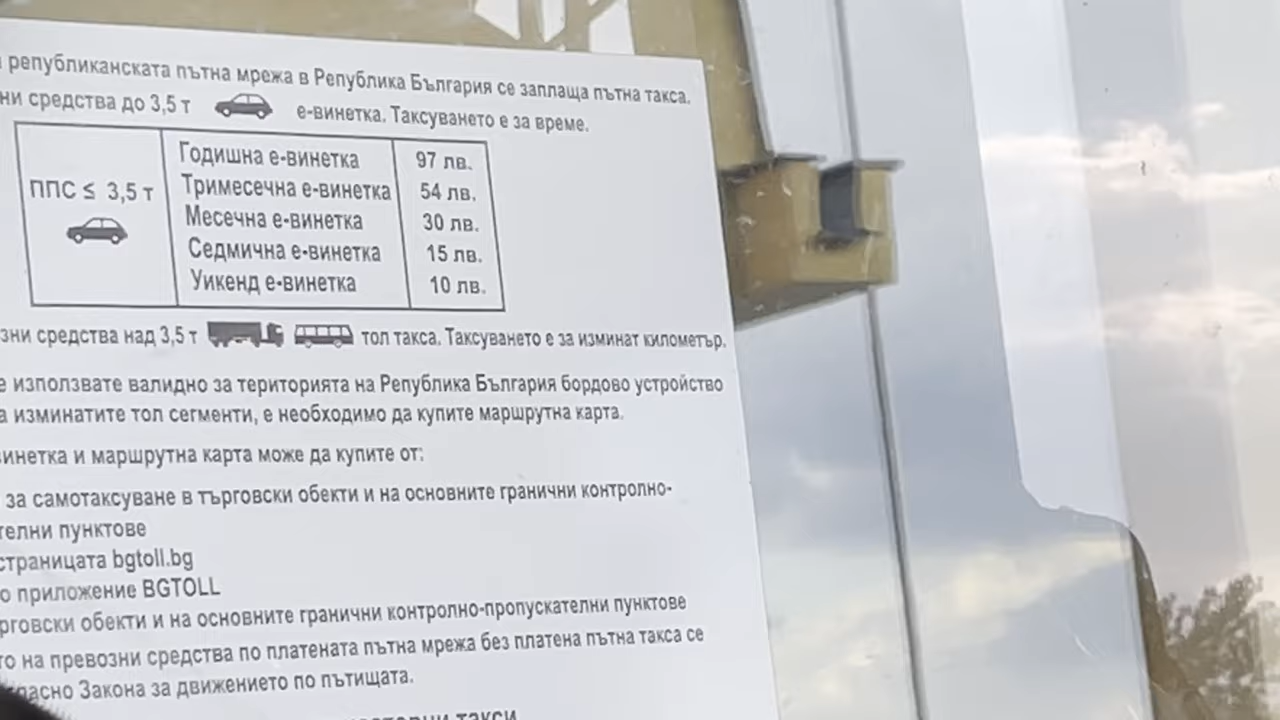 републиканската пътна мрежа в Република България се заплаща пътна такса.
ни средства до 3,5 т е-винетка. Таксуването е за време.
ППС ≤ 3,5 т
Годишна е-винетка 97 лв.
Тримесечна е-винетка 54 лв.
Месечна е-винетка 30 лв.
Седмична е-винетка 15 лв.
Уикенд е-винетка 10 лв.
зни средства над 3,5 т тол такса. Таксуването е за изминат километър.
е използвате валидно за територията на Република България бордово устройство
а изминатите тол сегменти, е необходимо да купите маршрутна карта.
винетка и маршрутна карта може да купите от:
за самотаксуване в търговски обекти и на основните гранични контролно-
телни пунктове
страницата bgtoll.bg
о приложение BGTOLL
рговски обекти и на основните гранични контролно-пропускателни пунктове
то на превозни средства по платената пътна мрежа без платена пътна такса се
ласно Закона за движението по пътищата.
такси